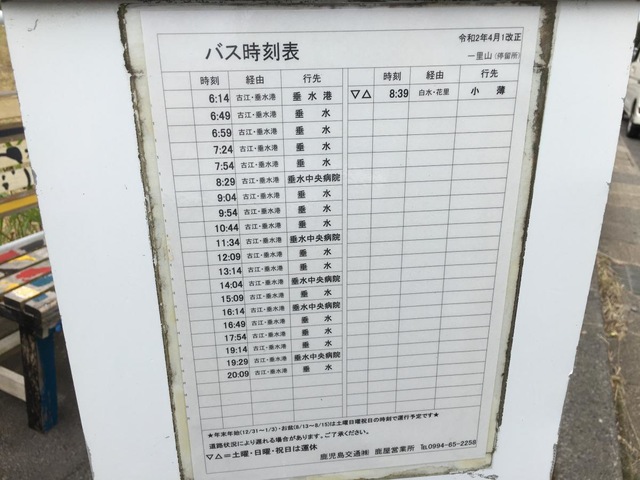 令和2年4月1改正
バス時刻表
一里山(停留所)
時刻 経由 行先 時刻 経由 行先
6:14 古江・垂水港 垂水港 ▽△ 8:39 白水・花里 小薄
6:49 古江・垂水港 垂水
6:59 古江・垂水港 垂水
7:24 古江・垂水港 垂水
7:54 古江・垂水港 垂水
8:29 古江・垂水港 垂水中央病院
9:04 古江・垂水港 垂水
9:54 古江・垂水港 垂水
10:44 古江・垂水港 垂水
11:34 古江・垂水港 垂水中央病院
12:09 古江・垂水港 垂水
13:14 古江・垂水港 垂水
14:04 古江・垂水港 垂水中央病院
15:09 古江・垂水港 垂水
16:14 古江・垂水港 垂水中央病院
16:49 古江・垂水港 垂水
17:54 古江・垂水港 垂水
19:14 古江・垂水港 垂水
19:29 古江・垂水港 垂水中央病院
20:09 古江・垂水港 垂水
★年末年始(12/31~1/3)・お盆(8/13~8/15)は土曜日曜祝日の時刻で運行予定です★
道路状況により遅れる場合があります。ご了承ください。
▽△=土曜・日曜・祝日は運休
鹿児島交通㈱ 鹿屋営業所 ℡0994-65-2258